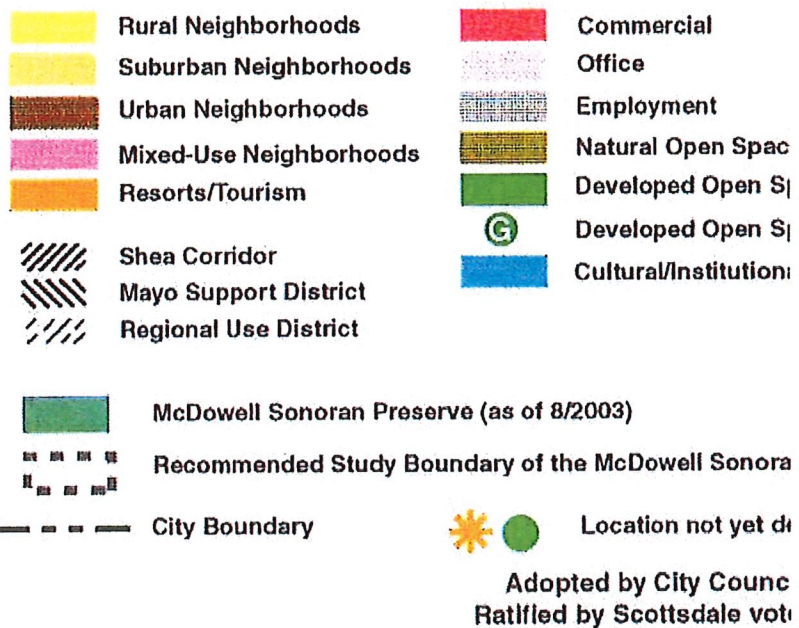 Rural Neighborhoods
Suburban Neighborhoods
Urban Neighborhoods
Mixed-Use Neighborhoods
Resorts/Tourism
Shea Corridor
Mayo Support District
Regional Use District
Commercial
Office
Employment
Natural Open Spac
Developed Open Sp
G Developed Open Sp
Cultural/Institution
McDowell Sonoran Preserve (as of 8/2003)
Recommended Study Boundary of the McDowell Sonora
City Boundary
Location not yet de
Adopted by City Counc
Ratified by Scottsdale vot